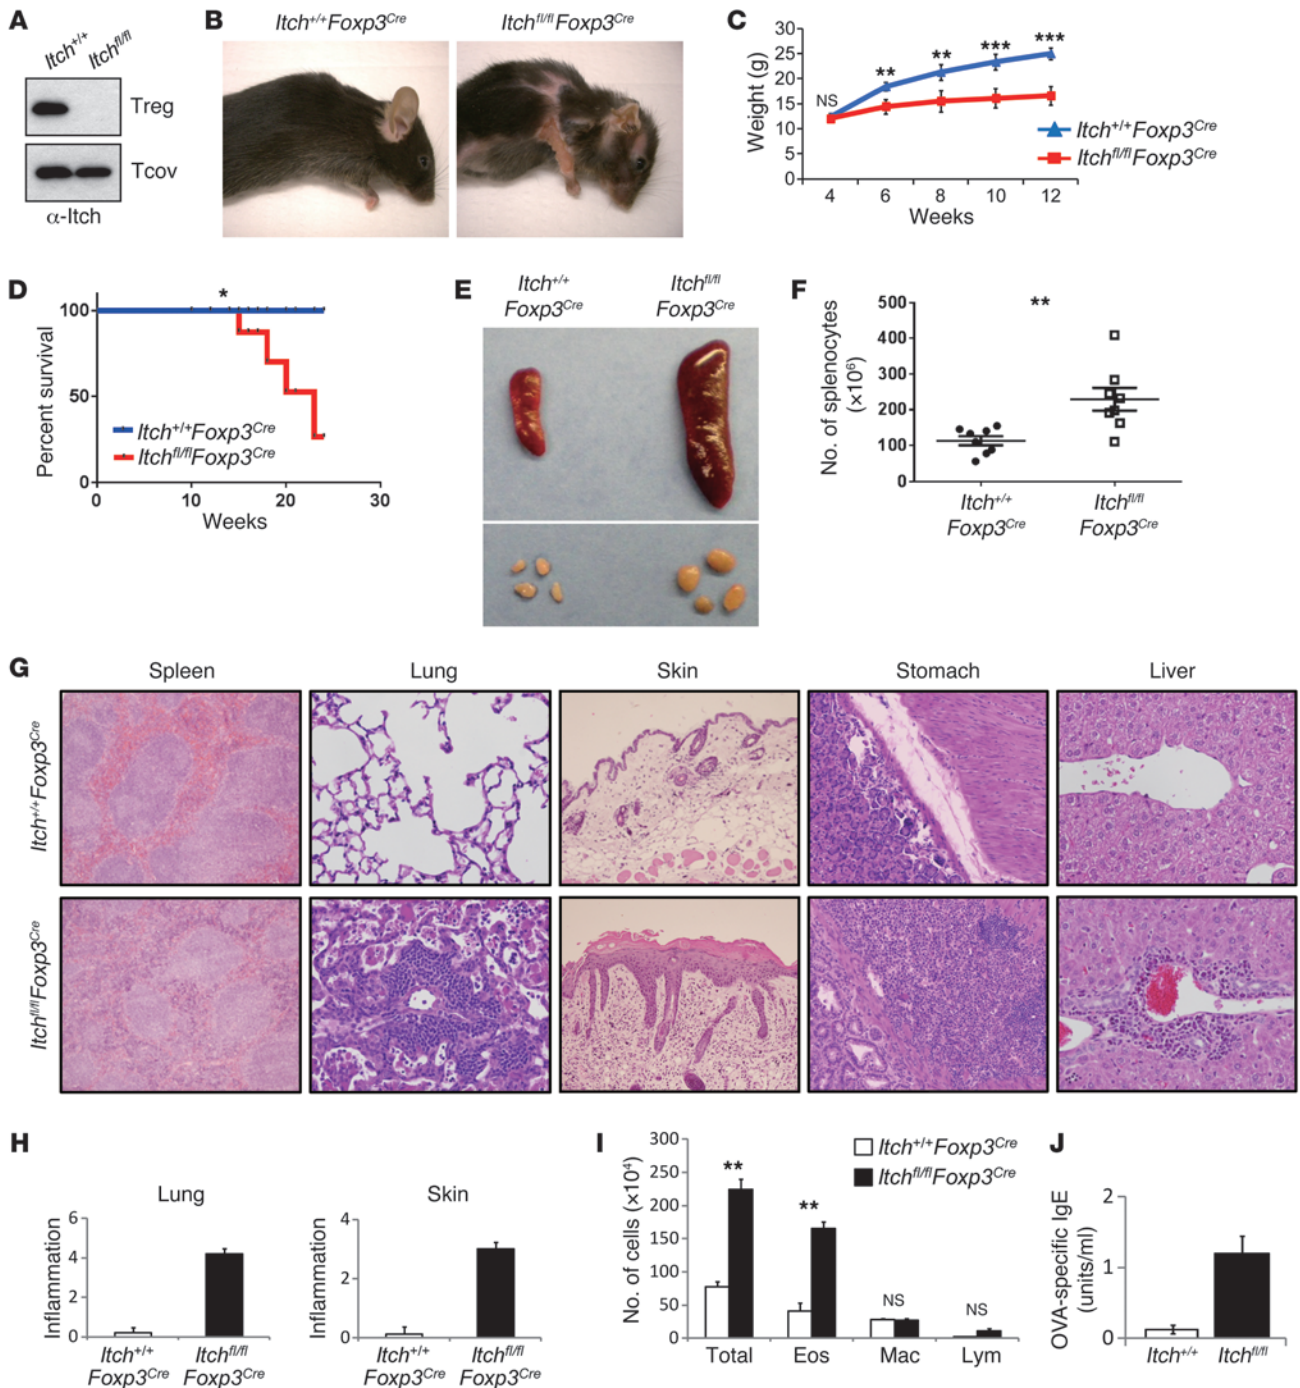 A
Itch+/+
Itchfl/fl
Treg
Tcov
α-Itch
B
Itch+/+Foxp3Cre
Itchfl/flFoxp3Cre
C
Weight (g)
30
25
20
15
10
5
0
NS
**
**
***
***
4
6
8
10
12
Weeks
Itch+/+Foxp3Cre
Itchfl/flFoxp3Cre
D
Percent survival
100
50
0
*
Itch+/+Foxp3Cre
Itchfl/flFoxp3Cre
0
10
20
30
Weeks
E
Itch+/+
Foxp3Cre
Itchfl/fl
Foxp3Cre
F
No. of splenocytes
(×10⁶)
500
400
300
200
100
0
**
Itch+/+
Foxp3Cre
Itchfl/fl
Foxp3Cre
G
Spleen
Lung
Skin
Stomach
Liver
Itch+/+Foxp3Cre
Itchfl/flFoxp3Cre
H
Lung
Inflammation
6
4
2
0
Itch+/+
Foxp3Cre
Itchfl/fl
Foxp3Cre
Skin
Inflammation
4
2
0
Itch+/+
Foxp3Cre
Itchfl/fl
Foxp3Cre
I
No. of cells (×10⁴)
300
250
200
150
100
50
0
**
**
NS
NS
Total
Eos
Mac
Lym
Itch+/+Foxp3Cre
Itchfl/flFoxp3Cre
J
OVA-specific IgE
(units/ml)
2
1
0
Itch+/+
Itchfl/fl